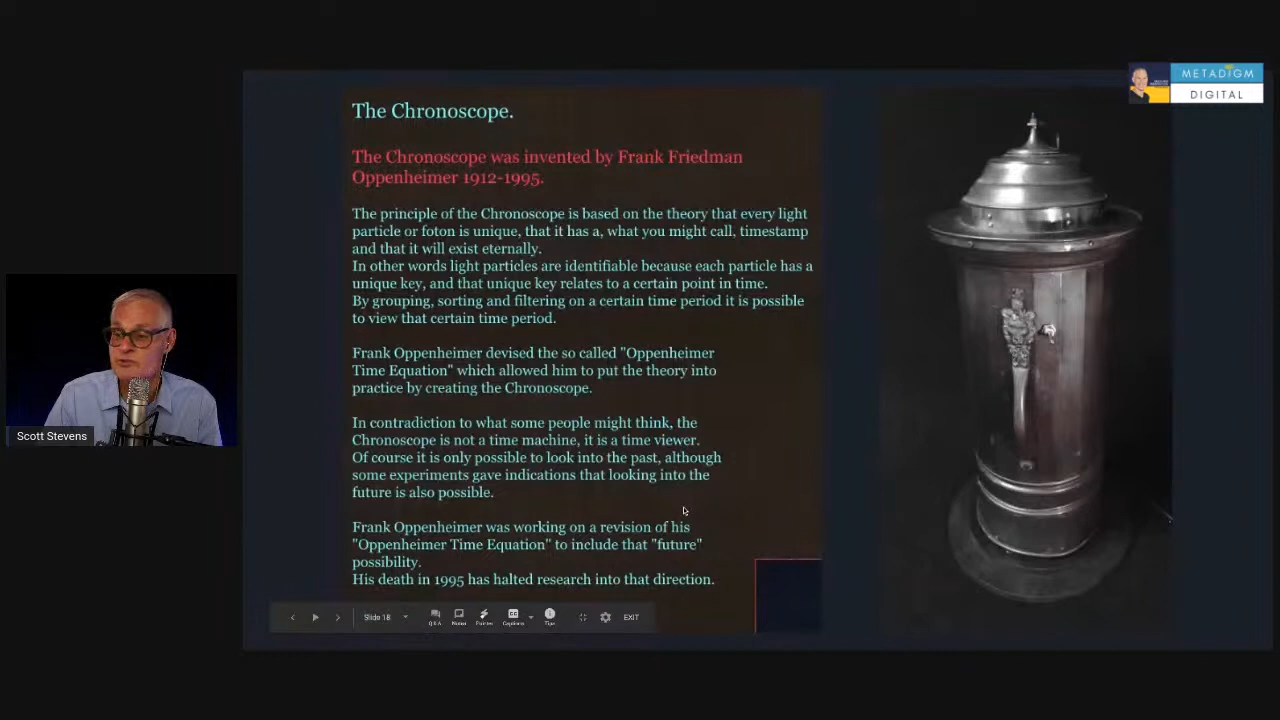 METADIGM
DIGITAL
The Chronoscope.
The Chronoscope was invented by Frank Friedman
Oppenheimer 1912-1995.
The principle of the Chronoscope is based on the theory that every light
particle or foton is unique, that it has a, what you might call, timestamp
and that it will exist eternally.
In other words light particles are identifiable because each particle has a
unique key, and that unique key relates to a certain point in time.
By grouping, sorting and filtering on a certain time period it is possible
to view that certain time period.
Frank Oppenheimer devised the so called "Oppenheimer
Time Equation" which allowed him to put the theory into
practice by creating the Chronoscope.
In contradiction to what some people might think, the
Chronoscope is not a time machine, it is a time viewer.
Of course it is only possible to look into the past, although
some experiments gave indications that looking into the
future is also possible.
Frank Oppenheimer was working on a revision of his
"Oppenheimer Time Equation" to include that "future"
possibility.
His death in 1995 has halted research into that direction.
Scott Stevens
Slide 18
Q&A
Notes
Pointer
Captions
Tips
EXIT